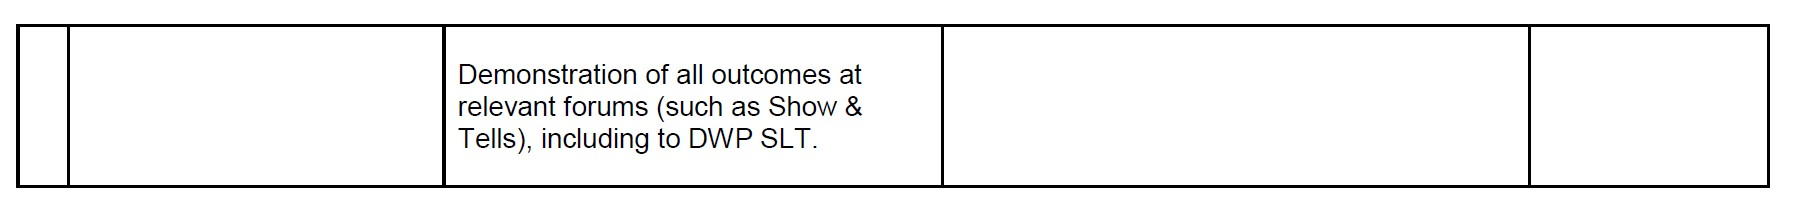 Demonstration of all outcomes at
relevant forums (such as Show &
Tells), including to DWP SLT.